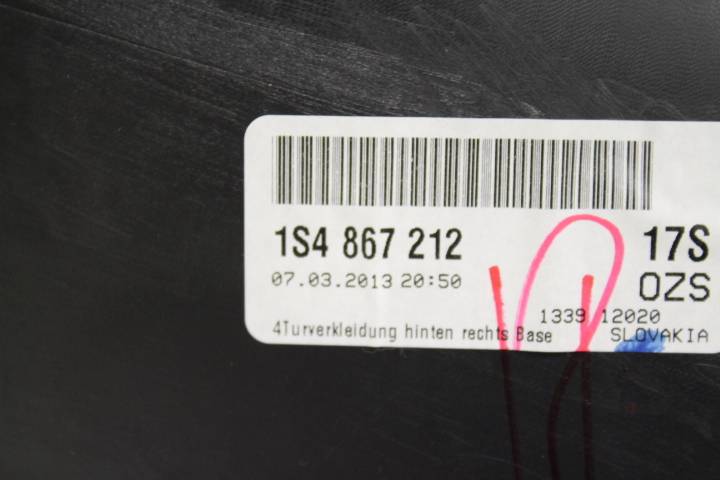 1S4 867 212 17S
07.03.2013 20:50 OZS
1339 12020
4Turverkleidung hinten rechts Base SLOVAKIA